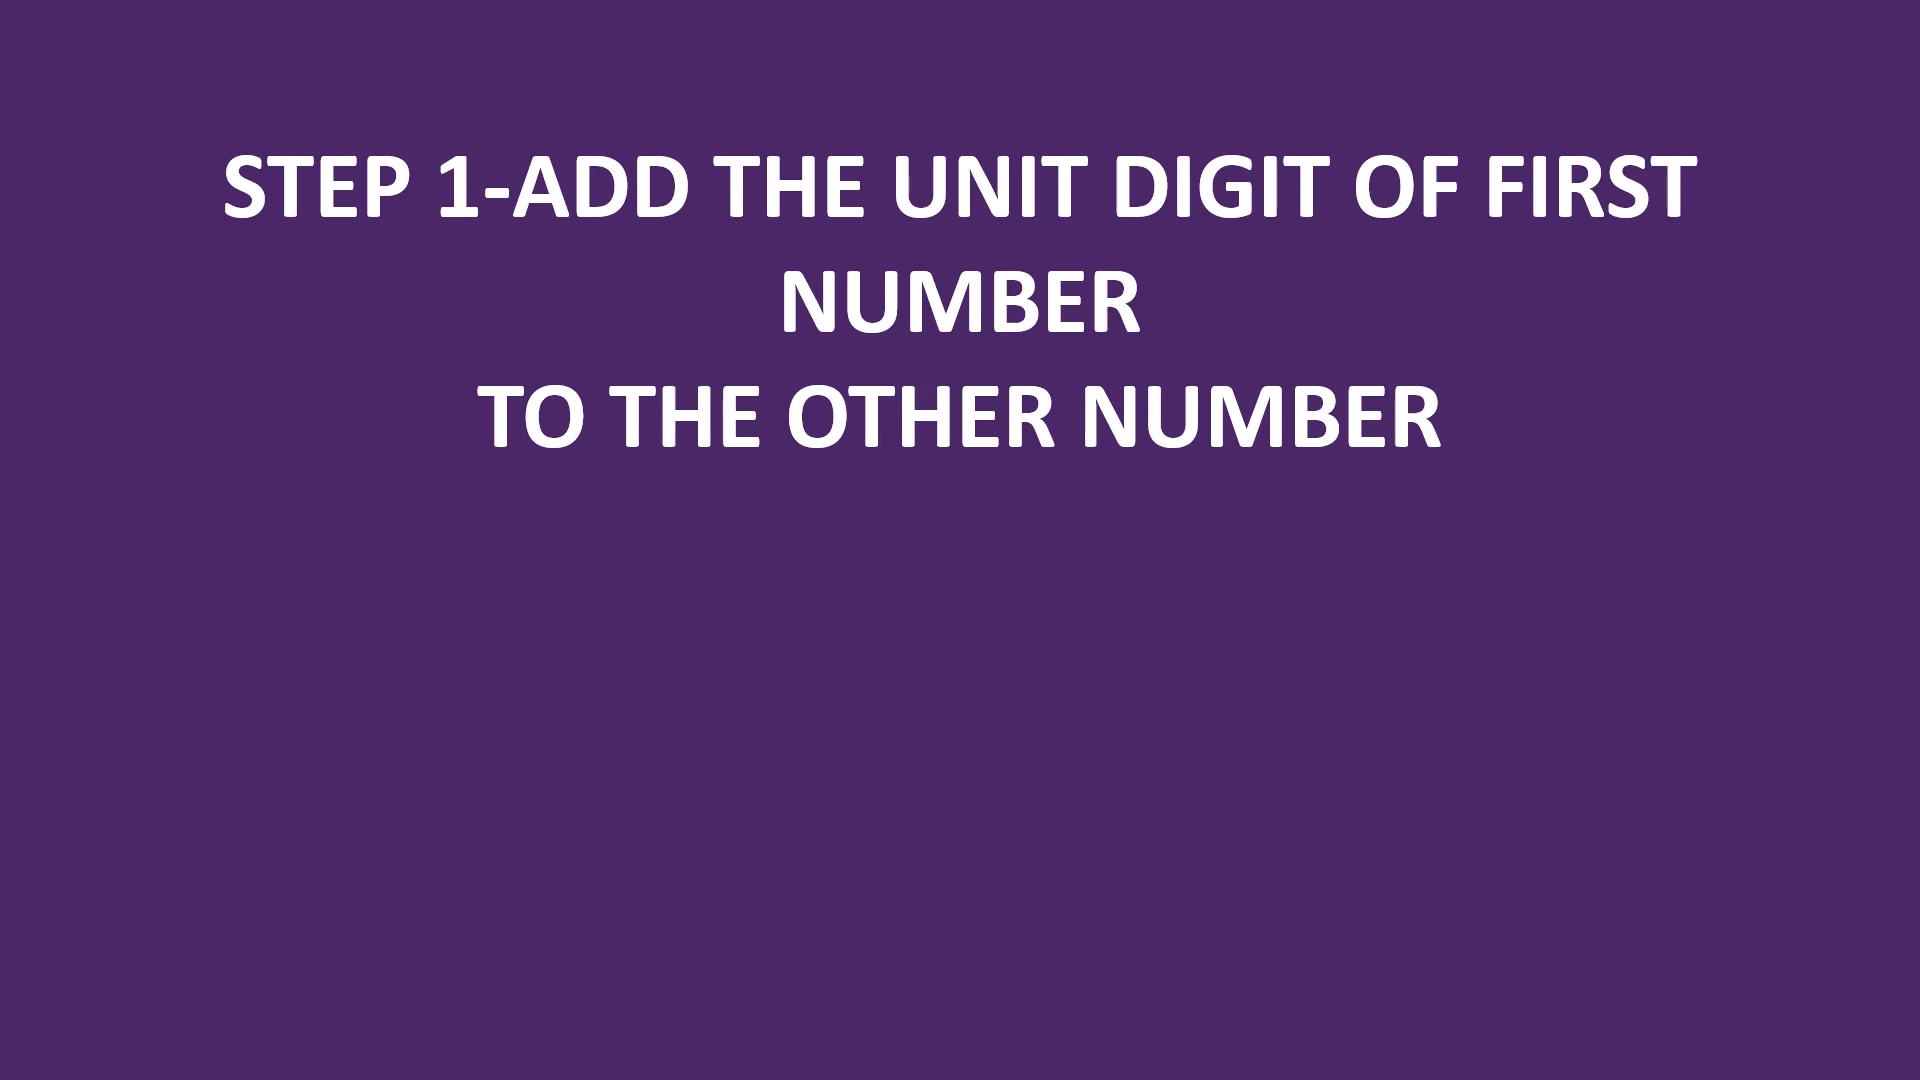 STEP 1-ADD THE UNIT DIGIT OF FIRST
NUMBER
TO THE OTHER NUMBER